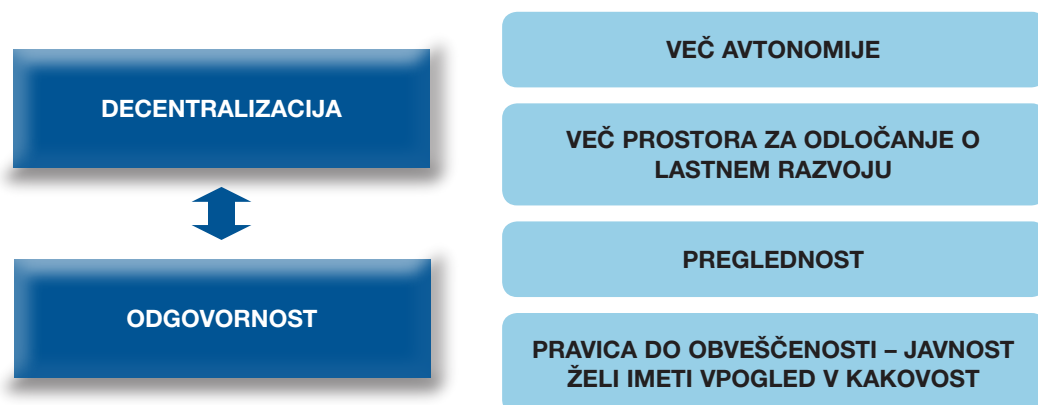 DECENTRALIZACIJA
ODGOVORNOST
VEČ AVTONOMIJE
VEČ PROSTORA ZA ODLOČANJE O
LASTNEM RAZVOJU
PREGLEDNOST
PRAVICA DO OBVEŠČENOSTI – JAVNOST
ŽELI IMETI VPOGLED V KAKOVOST